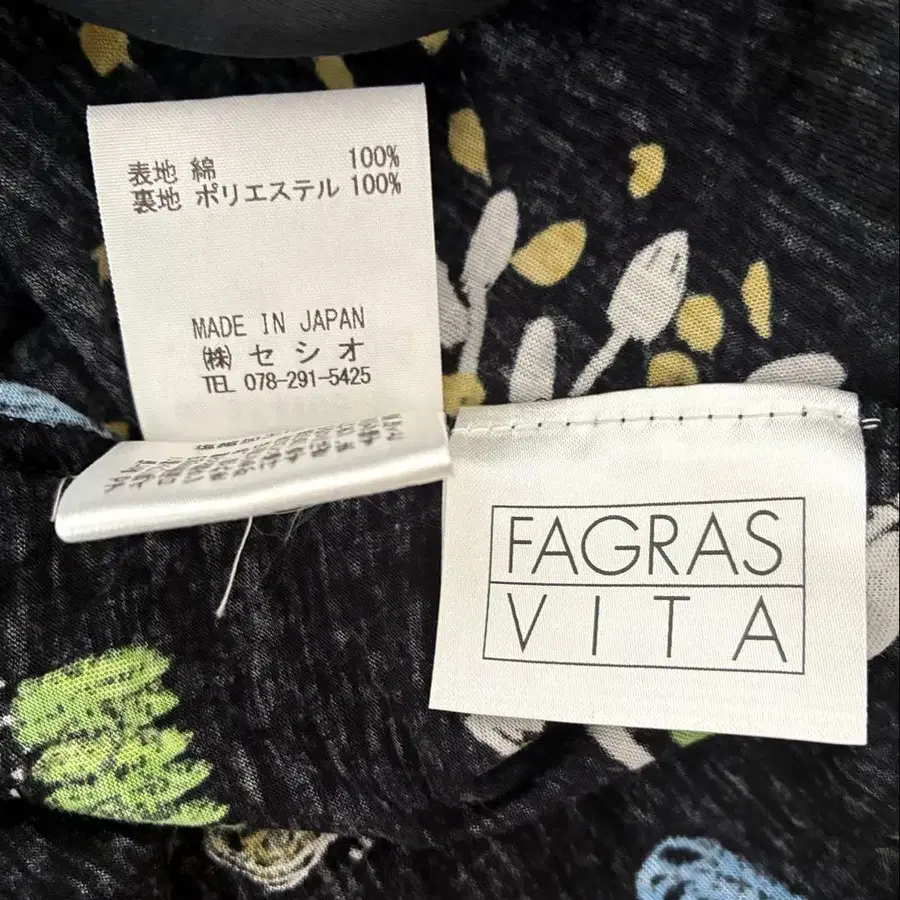 表地 綿 100%
裏地 ポリエステル 100%
MADE IN JAPAN
㈱ セシオ
TEL 078-291-5425
FAGRAS
VITA